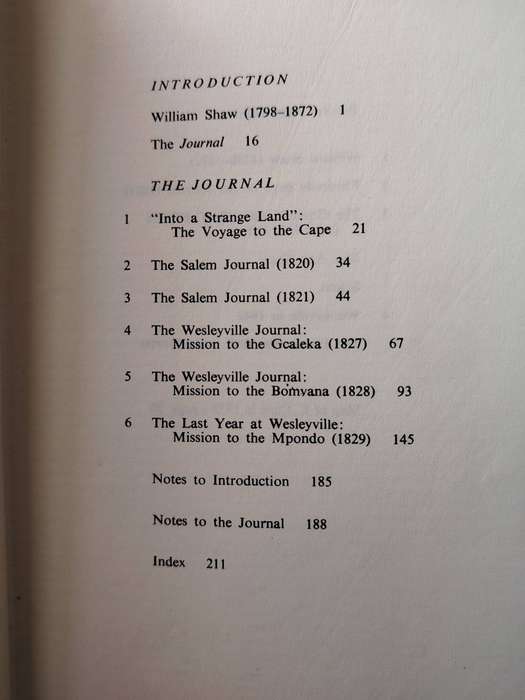 INTRODUCTION
William Shaw (1798–1872) 1
The Journal 16
THE JOURNAL
1 "Into a Strange Land":
The Voyage to the Cape 21
2 The Salem Journal (1820) 34
3 The Salem Journal (1821) 44
4 The Wesleyville Journal:
Mission to the Gcaleka (1827) 67
5 The Wesleyville Journal:
Mission to the Bomvana (1828) 93
6 The Last Year at Wesleyville:
Mission to the Mpondo (1829) 145
Notes to Introduction 185
Notes to the Journal 188
Index 211